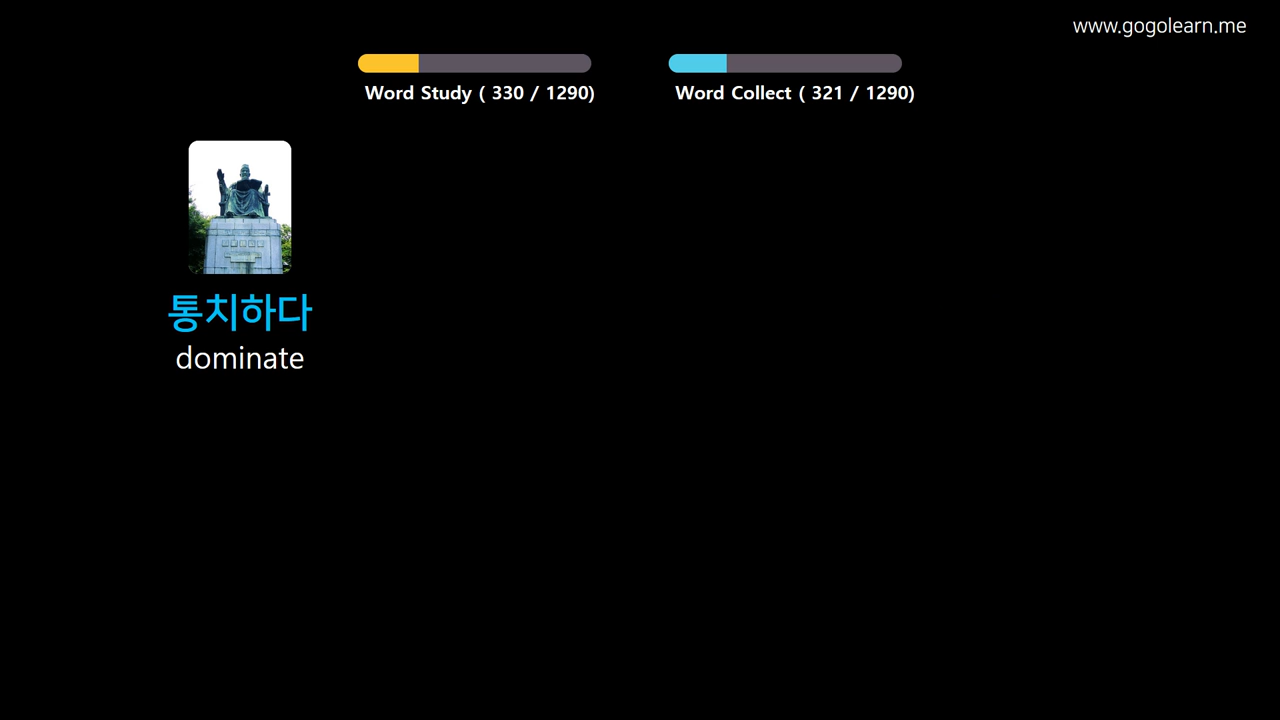 www.gogolearn.me
Word Study ( 330 / 1290)
Word Collect ( 321 / 1290)
통치하다
dominate